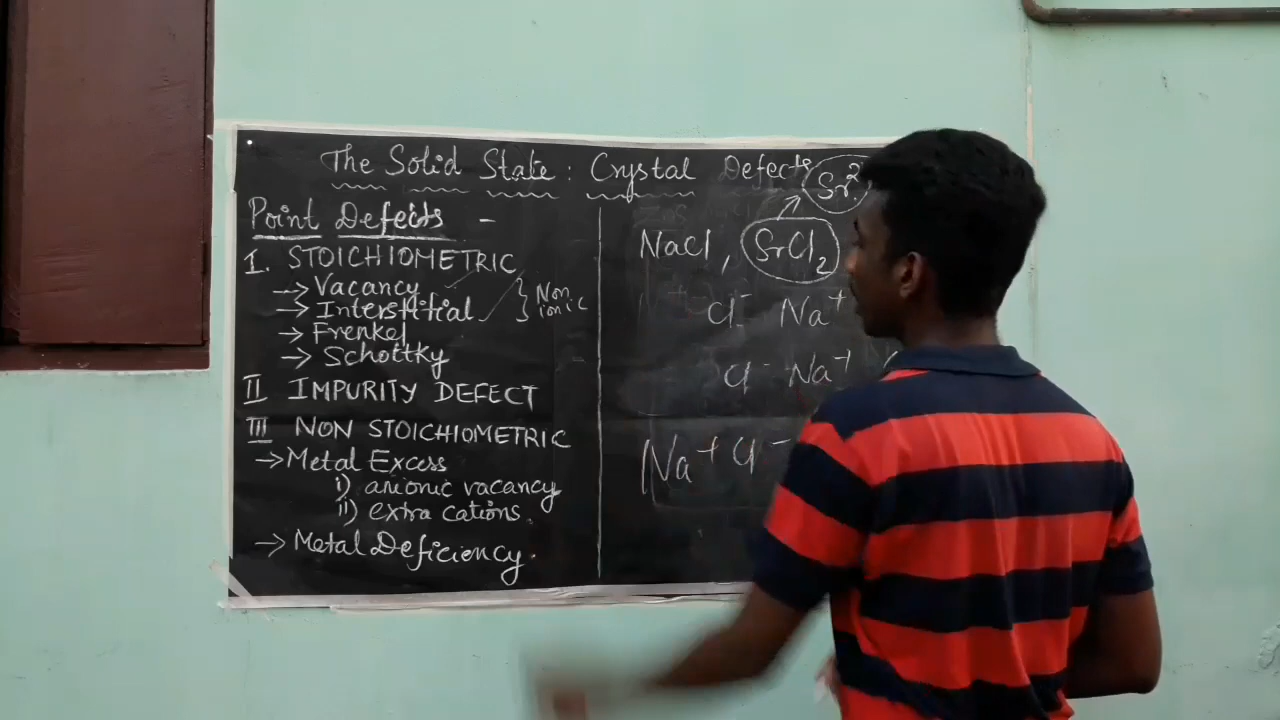 The Solid State : Crystal Defects
Point Defects -
I. STOICHIOMETRIC
→ Vacancy
→ Interstitial
} Non ionic
→ Frenkel
→ Schottky
II IMPURITY DEFECT
III NON STOICHIOMETRIC
→ Metal Excess
i) anionic vacancy
ii) extra cations.
→ Metal Deficiency.
Sr²
NaCl, SrCl₂
Cl⁻ Na⁺
Cl⁻ Na⁺
Na⁺ Cl⁻